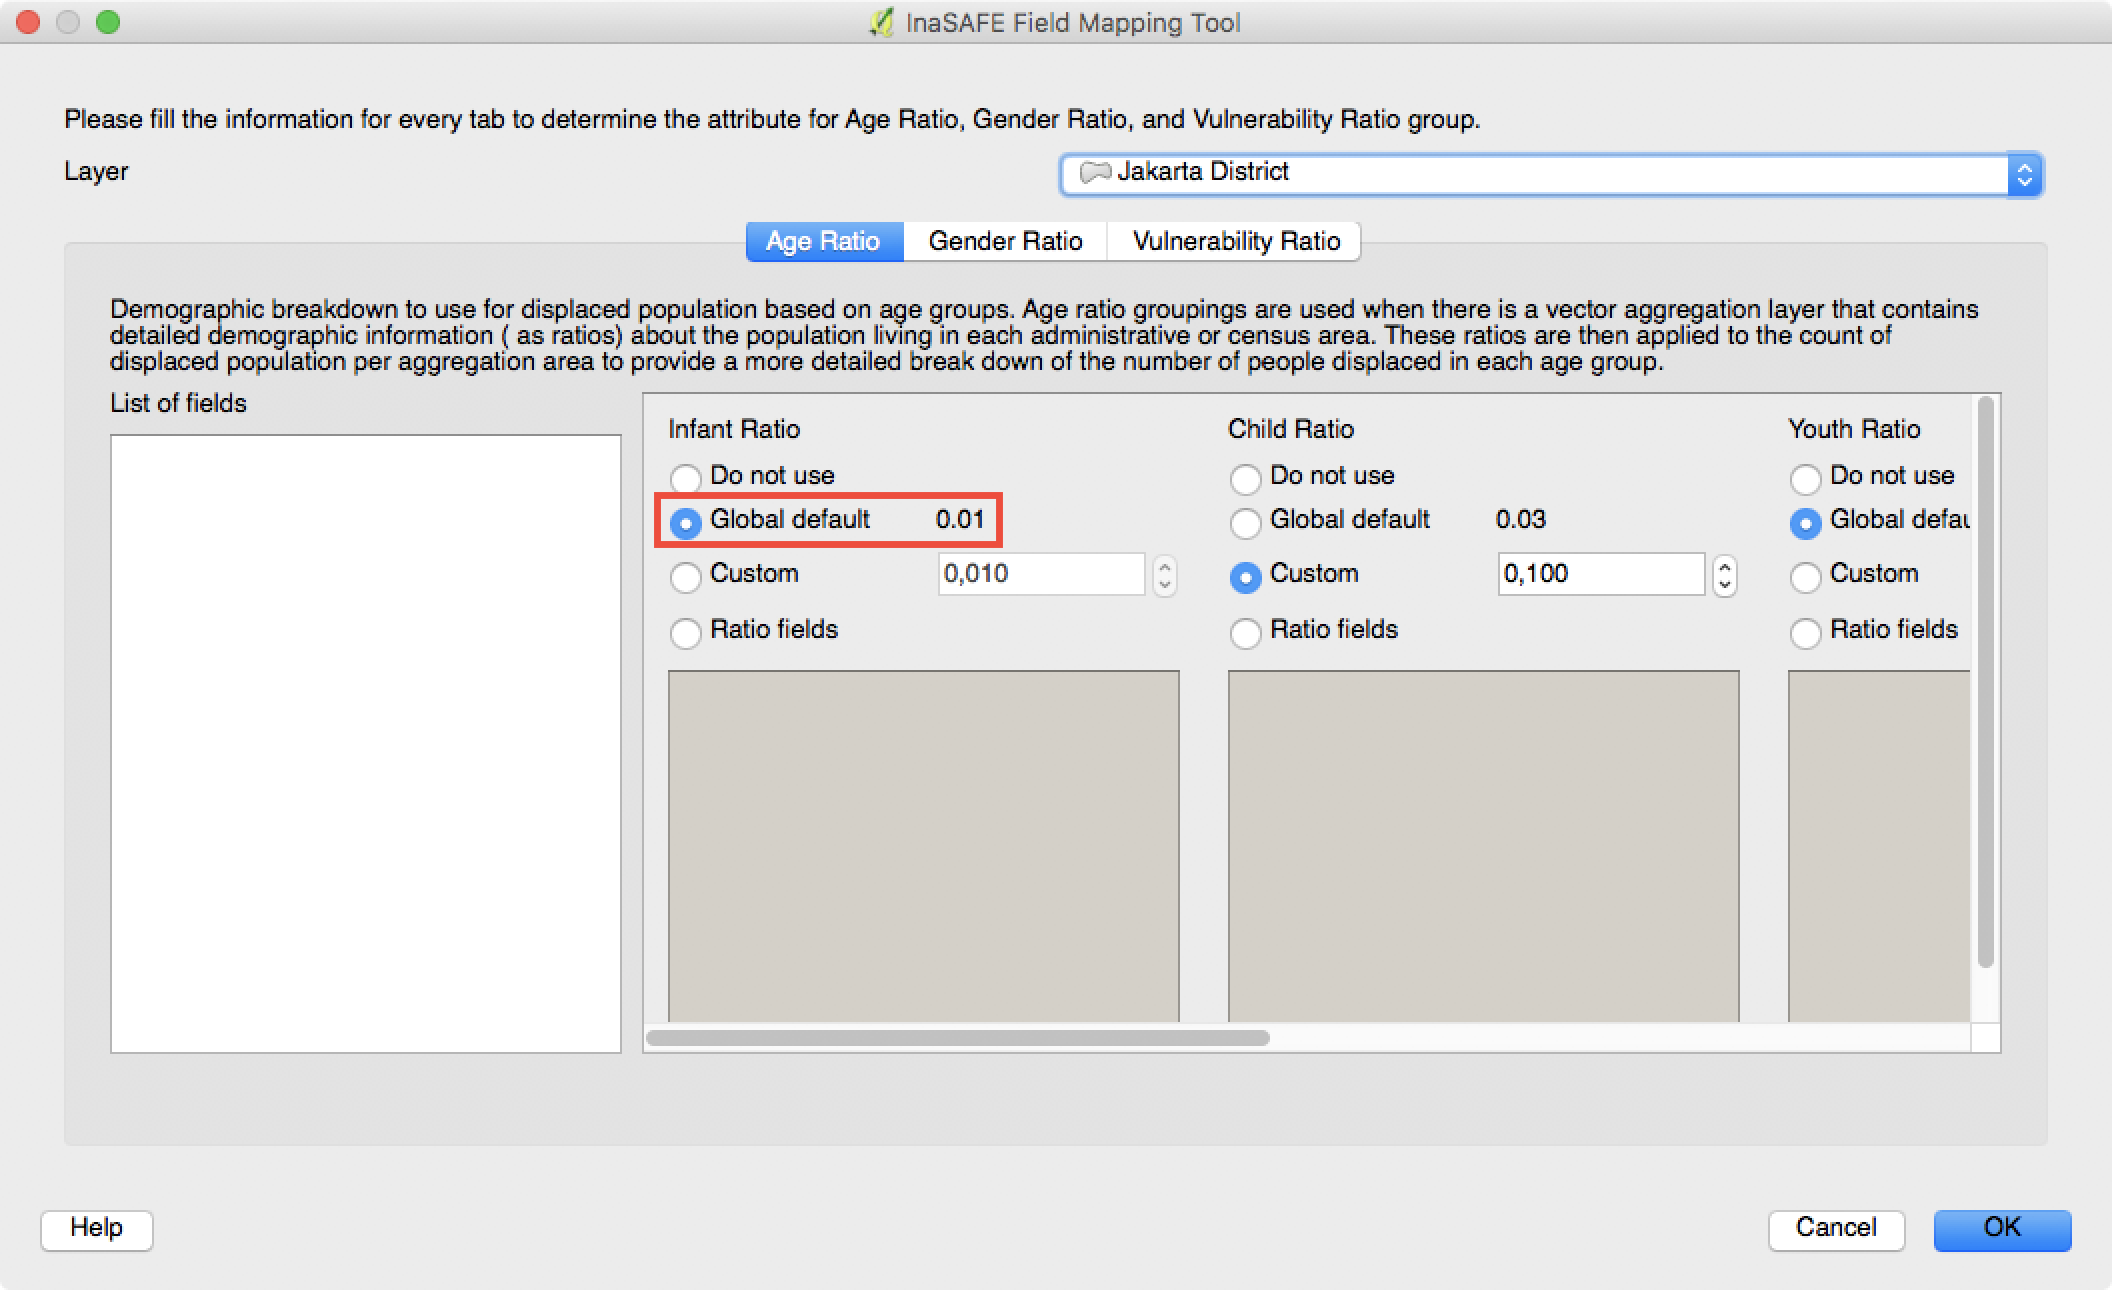 InaSAFE Field Mapping Tool
Please fill the information for every tab to determine the attribute for Age Ratio, Gender Ratio, and Vulnerability Ratio group.
Layer
Jakarta District
Age Ratio Gender Ratio Vulnerability Ratio
Demographic breakdown to use for displaced population based on age groups. Age ratio groupings are used when there is a vector aggregation layer that contains
detailed demographic information ( as ratios) about the population living in each administrative or census area. These ratios are then applied to the count of
displaced population per aggregation area to provide a more detailed break down of the number of people displaced in each age group.
List of fields
Infant Ratio
Do not use
Global default 0.01
Custom 0,010
Ratio fields
Child Ratio
Do not use
Global default 0.03
Custom 0,100
Ratio fields
Youth Ratio
Do not use
Global defau
Custom
Ratio fields
Help
Cancel
OK